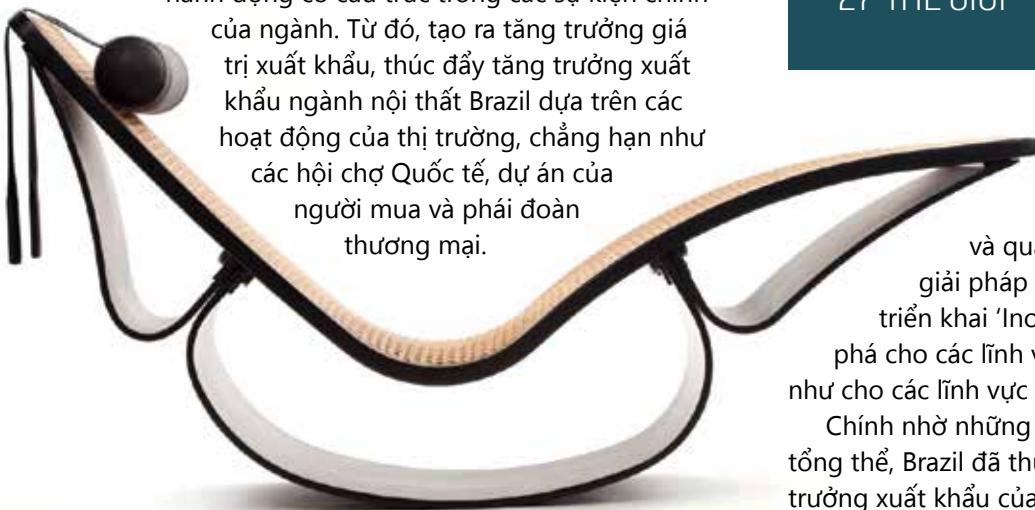 của ngành. Từ đó, tạo ra tăng trưởng giá
trị xuất khẩu, thúc đẩy tăng trưởng xuất
khẩu ngành nội thất Brazil dựa trên các
hoạt động của thị trường, chẳng hạn như
các hội chợ Quốc tế, dự án của
người mua và phái đoàn
thương mại.
và
giải pháp
triển khai
phá cho các lĩnh
như cho các lĩnh vực
Chính nhờ những
tổng thể, Brazil đã
trưởng xuất khẩu của